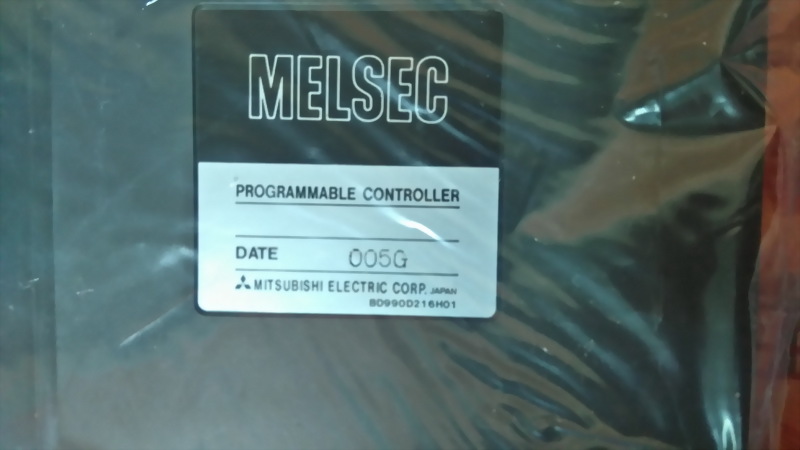 MELSEC
PROGRAMMABLE CONTROLLER
DATE 005G
MITSUBISHI ELECTRIC CORP. JAPAN
BD990D216H01